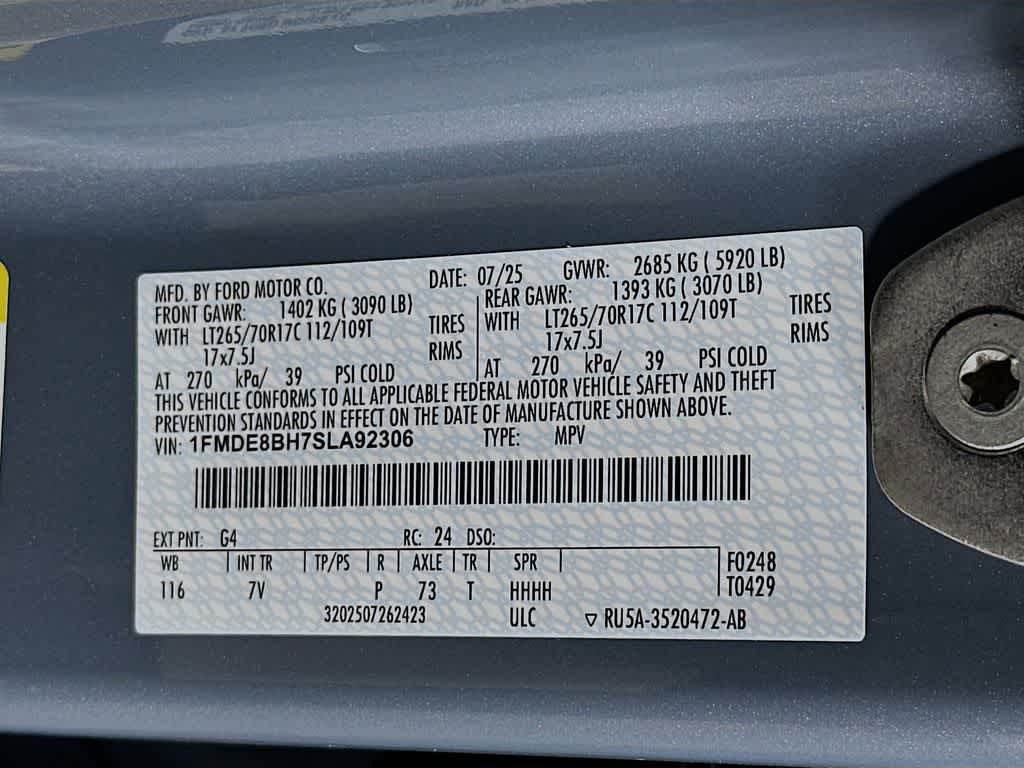 MFD. BY FORD MOTOR CO. DATE: 07/25 GVWR: 2685 KG ( 5920 LB)
FRONT GAWR: 1402 KG ( 3090 LB) REAR GAWR: 1393 KG ( 3070 LB)
WITH LT265/70R17C 112/109T TIRES WITH LT265/70R17C 112/109T TIRES
17x7.5J RIMS 17x7.5J RIMS
AT 270 kPa/ 39 PSI COLD AT 270 kPa/ 39 PSI COLD
THIS VEHICLE CONFORMS TO ALL APPLICABLE FEDERAL MOTOR VEHICLE SAFETY AND THEFT
PREVENTION STANDARDS IN EFFECT ON THE DATE OF MANUFACTURE SHOWN ABOVE.
VIN: 1FMDE8BH7SLA92306 TYPE: MPV
EXT PNT: G4 RC: 24 DSO:
WB INT TR TP/PS R AXLE TR SPR F0248
116 7V P 73 T HHHH T0429
3202507262423 ULC ▽ RU5A-3520472-AB